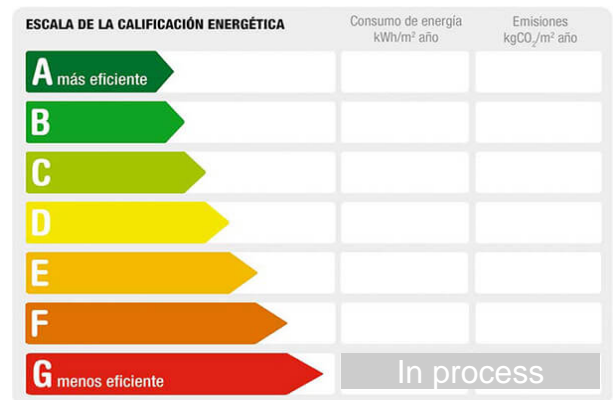 ESCALA DE LA CALIFICACIÓN ENERGÉTICA
Consumo de energía
kWh/m² año
Emisiones
kgCO₂/m² año
A más eficiente
B
C
D
E
F
G menos eficiente
In process